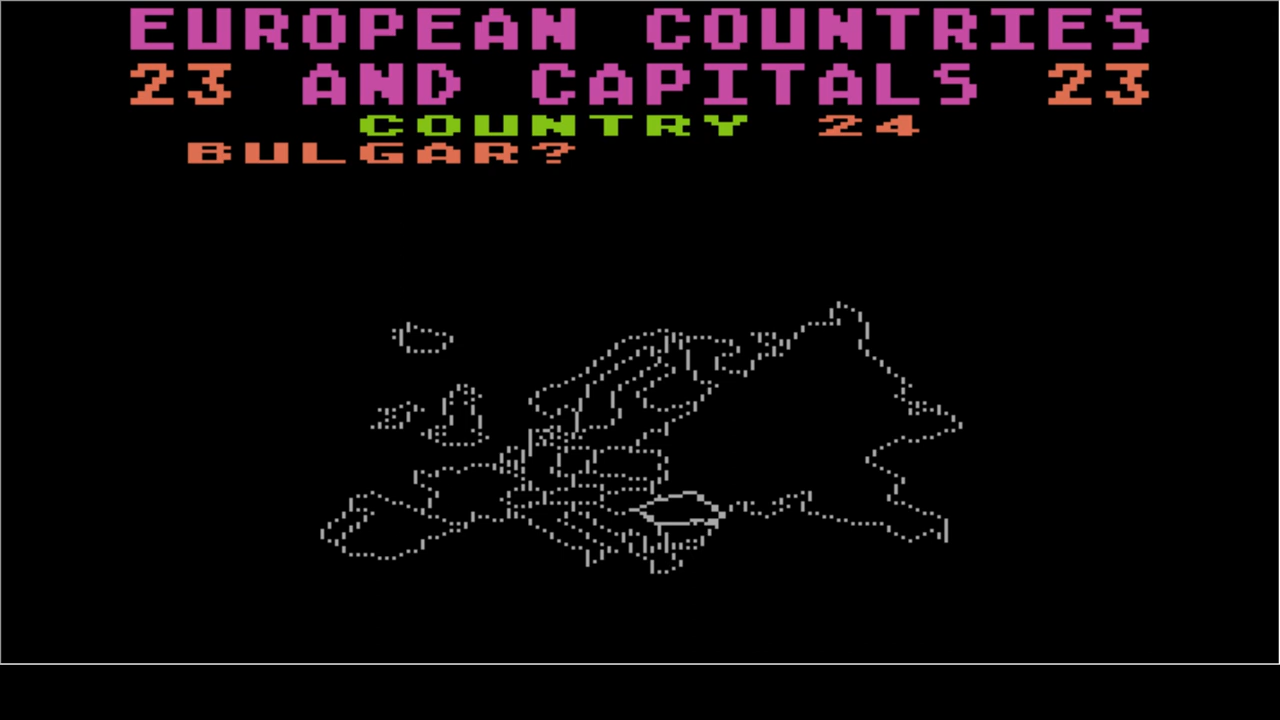 EUROPEAN COUNTRIES
23 AND CAPITALS 23
COUNTRY 24
BULGAR?